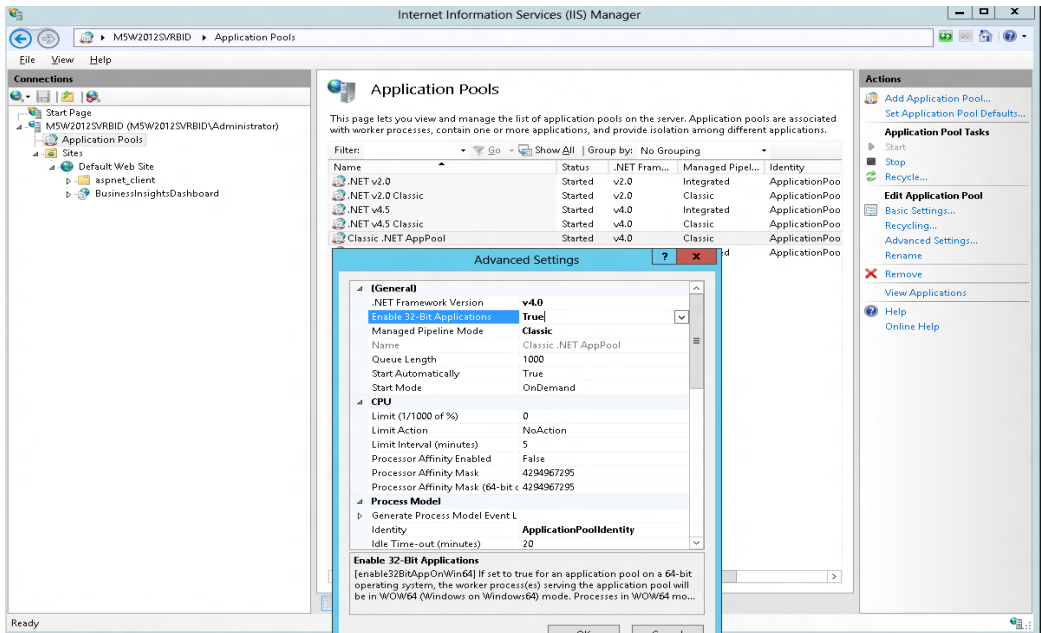 Internet Information Services (IIS) Manager
M5W2012SVRBID Application Pools
File View Help
Connections
Start Page
M5W2012SVRBID (M5W2012SVRBID\Administrator)
Application Pools
Sites
Default Web Site
aspnet_client
BusinessInsightsDashboard
Application Pools
This page lets you view and manage the list of application pools on the server. Application pools are associated
with worker processes, contain one or more applications, and provide isolation among different applications.
Filter: Go Show All Group by: No Grouping
Name Status .NET Fram... Managed Pipel... Identity
.NET v2.0 Started v2.0 Integrated ApplicationPoo
.NET v2.0 Classic Started v2.0 Classic ApplicationPoo
.NET v4.5 Started v4.0 Integrated ApplicationPoo
.NET v4.5 Classic Started v4.0 Classic ApplicationPoo
Classic .NET AppPool Started v4.0 Classic ApplicationPoo
ed ApplicationPoo
Advanced Settings
(General)
.NET Framework Version v4.0
Enable 32-Bit Applications True
Managed Pipeline Mode Classic
Name Classic .NET AppPool
Queue Length 1000
Start Automatically True
Start Mode OnDemand
CPU
Limit (1/1000 of %) 0
Limit Action NoAction
Limit Interval (minutes) 5
Processor Affinity Enabled False
Processor Affinity Mask 4294967295
Processor Affinity Mask (64-bit c 4294967295
Process Model
Generate Process Model Event L
Identity ApplicationPoolIdentity
Idle Time-out (minutes) 20
Enable 32-Bit Applications
[enable32BitAppOnWin64] If set to true for an application pool on a 64-bit
operating system, the worker process(es) serving the application pool will
be in WOW64 (Windows on Windows64) mode. Processes in WOW64 mo...
Actions
Add Application Pool...
Set Application Pool Defaults...
Application Pool Tasks
Start
Stop
Recycle...
Edit Application Pool
Basic Settings...
Recycling...
Advanced Settings...
Rename
Remove
View Applications
Help
Online Help
Ready